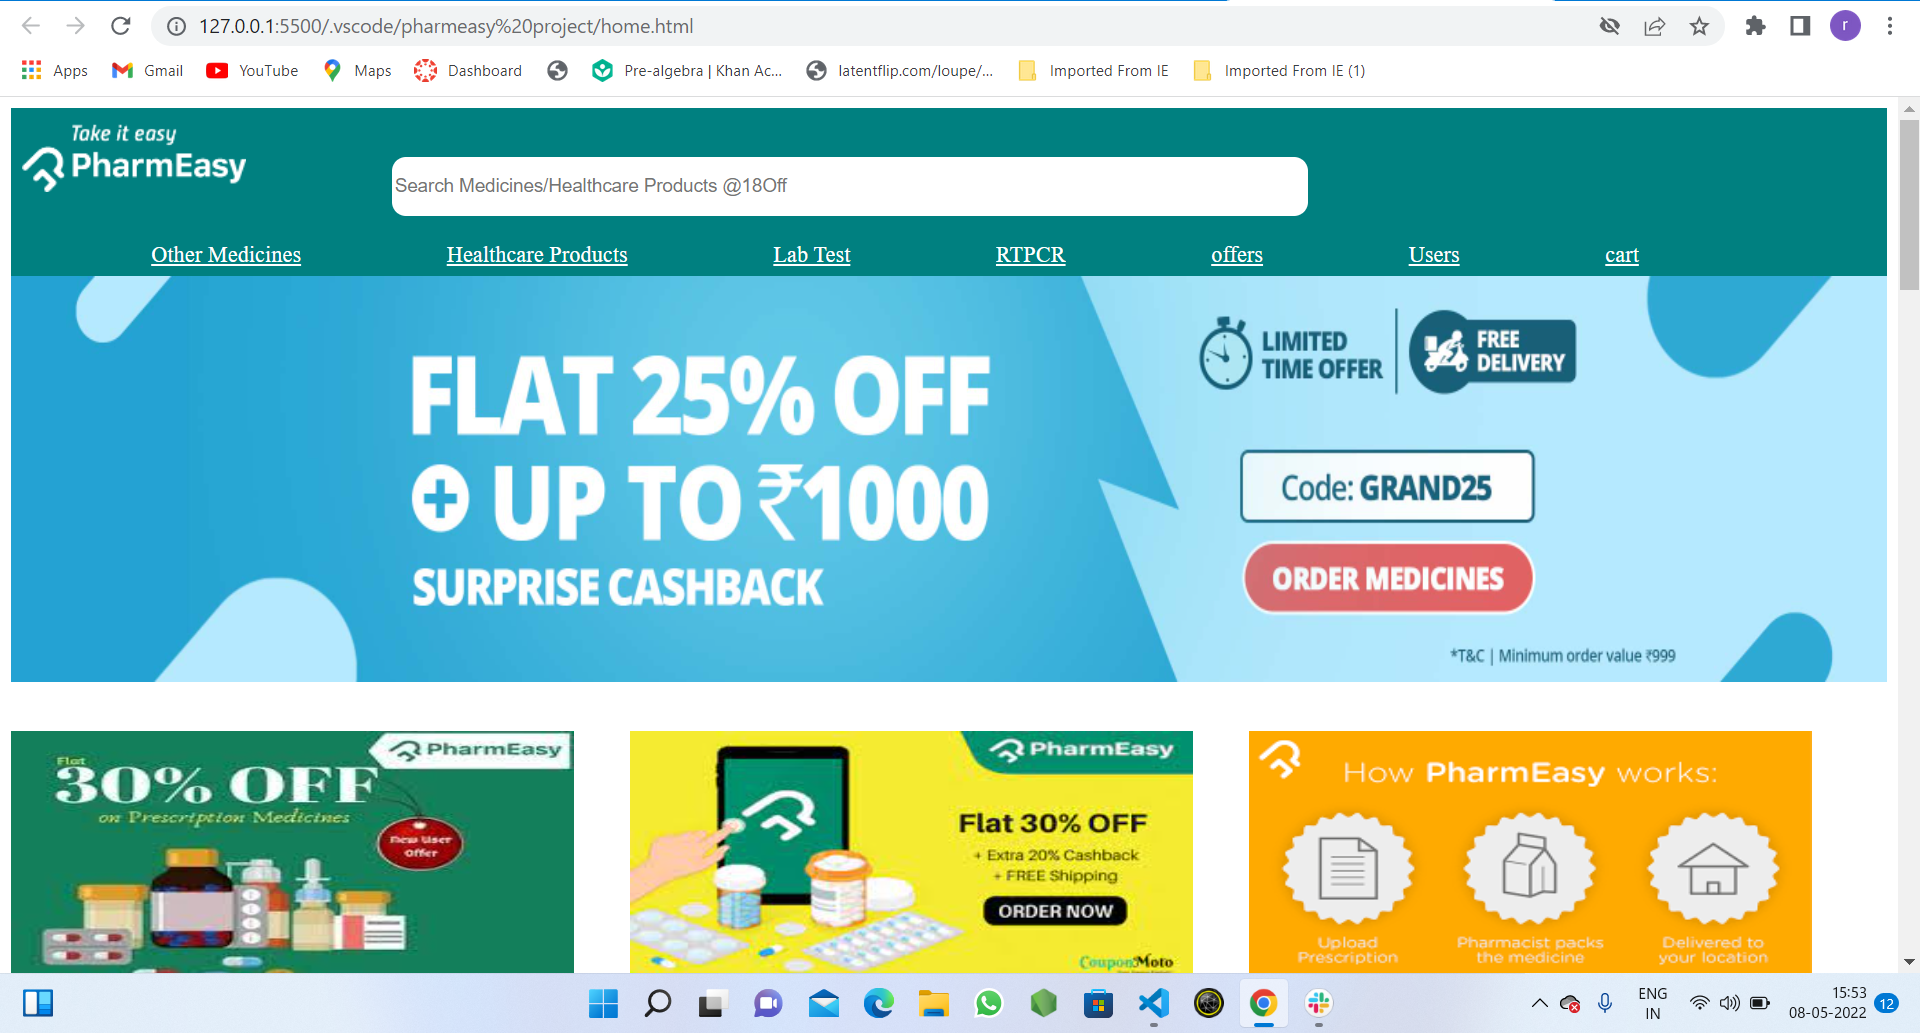 127.0.0.1:5500/.vscode/pharmeasy%20project/home.html
r
Apps Gmail YouTube Maps Dashboard Pre-algebra | Khan Ac... latentflip.com/loupe/... Imported From IE Imported From IE (1)
Take it easy
PharmEasy
Search Medicines/Healthcare Products @18Off
Other Medicines Healthcare Products Lab Test RTPCR offers Users cart
FLAT 25% OFF
+ UP TO ₹1000
SURPRISE CASHBACK
LIMITED
TIME OFFER
FREE
DELIVERY
Code: GRAND25
ORDER MEDICINES
*T&C | Minimum order value ₹999
PharmEasy
Flat
30% OFF
on Prescription Medicines
New User
Offer
PharmEasy
Flat 30% OFF
+ Extra 20% Cashback
+ FREE Shipping
ORDER NOW
CouponMoto
How PharmEasy works:
Upload
Prescription
Pharmacist packs
the medicine
Delivered to
your location
ENG
IN
15:53
08-05-2022
12